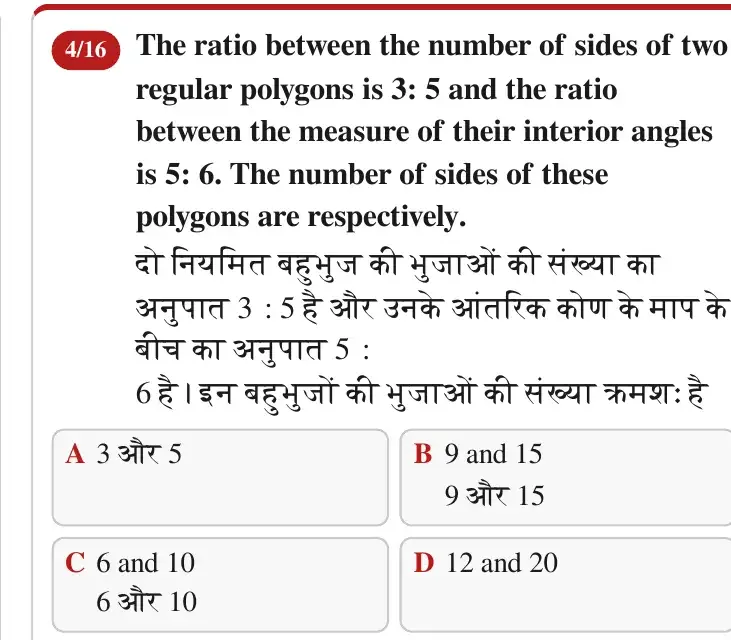 4/16 The ratio between the number of sides of two
regular polygons is 3: 5 and the ratio
between the measure of their interior angles
is 5: 6. The number of sides of these
polygons are respectively.
दो नियमित बहुभुज की भुजाओं की संख्या का
अनुपात 3 : 5 है और उनके आंतरिक कोण के माप के
बीच का अनुपात 5 :
6 है। इन बहुभुजों की भुजाओं की संख्या क्रमशः है
A 3 और 5
B 9 and 15
9 और 15
C 6 and 10
6 और 10
D 12 and 20